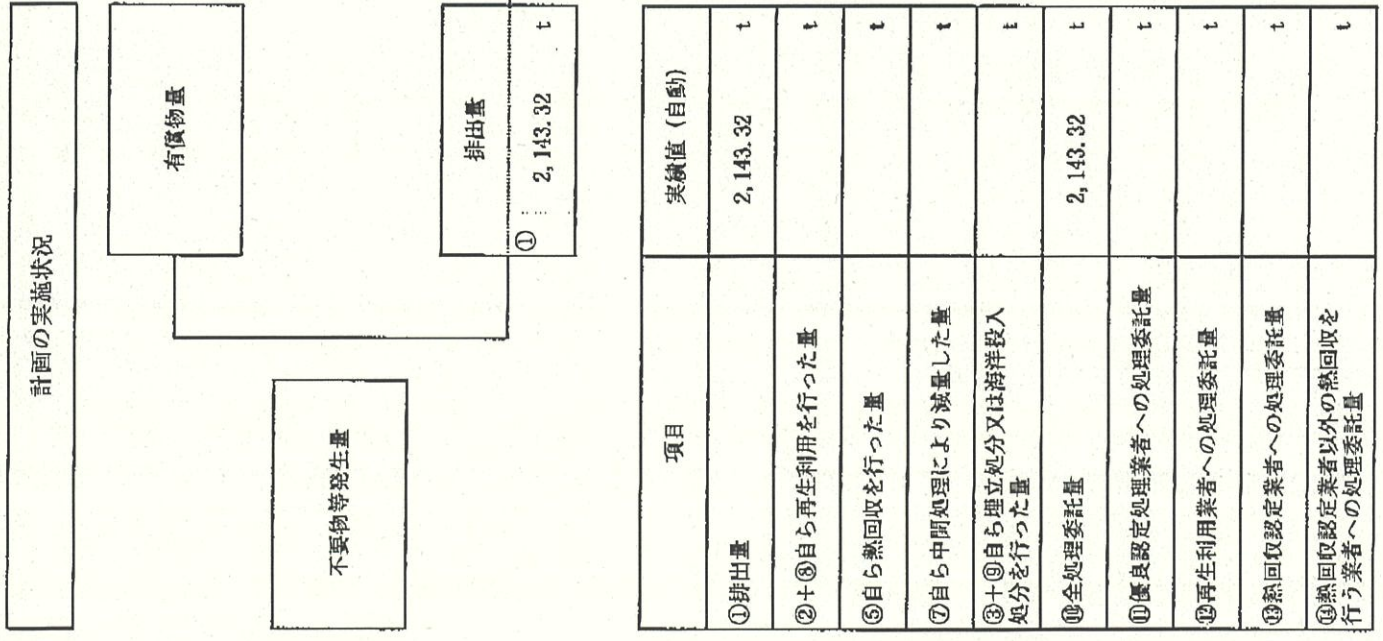 計画の実施状況
有償物量
不要物等発生量
排出量
①
2,143.32 t
項目 実績値（自動）
①排出量 2,143.32 t
②＋⑧自ら再生利用を行った量 t
⑤自ら熱回収を行った量 t
⑦自ら中間処理により減量した量 t
③＋⑨自ら埋立処分又は海洋投入
処分を行った量 t
⑩全処理委託量 2,143.32 t
⑪優良認定処理業者への処理委託量 t
⑫再生利用業者への処理委託量 t
⑬熱回収認定業者への処理委託量 t
⑭熱回収認定業者以外の熱回収を
行う業者への処理委託量 t